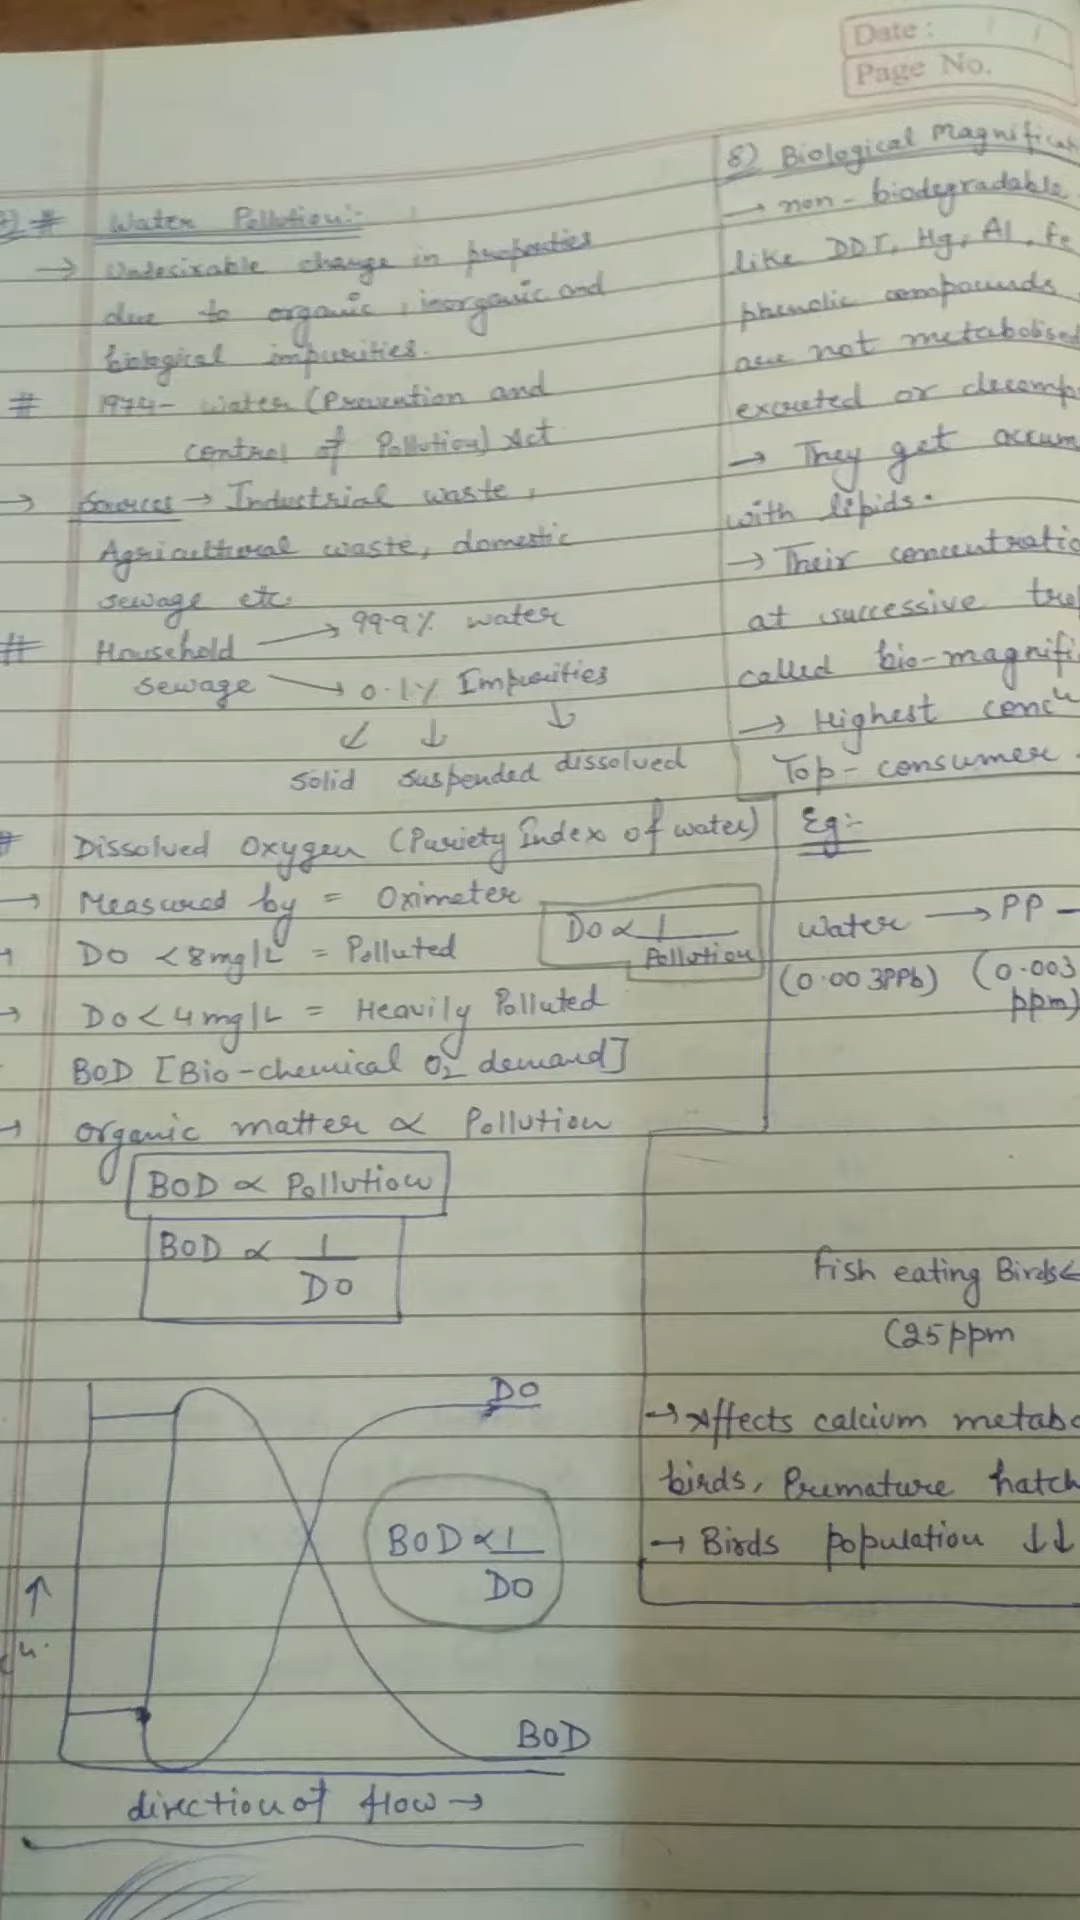 Date :
Page No.
# Water Pollution:-
→ Undesirable change in properties
due to organic, inorganic and
biological impurities.
# 1974- Water (Prevention and
control of Pollution) Act
→ Sources → Industrial waste,
Agricultural waste, domestic
sewage etc.
# Household → 99.9% water
sewage → 0.1% Impurities
↙ ↓ ↓
Solid suspended dissolved
# Dissolved Oxygen (Puriety Index of water)
→ Measured by = Oximeter
→ DO < 8mg/L = Polluted
DO ∝ 1
Pollution
→ DO < 4mg/L = Heavily Polluted
BOD [Bio-chemical O2 demand]
→ organic matter ∝ Pollution
BOD ∝ Pollution
BOD ∝ 1
DO
DO
BOD ∝ 1
DO
↑
BOD
direction of flow →
8) Biological Magnificat
→ non-biodegradable
like DDT, Hg, Al, Fe
phenolic compounds
are not metabolised
excreted or decomp
→ They get accum
with lipids.
→ Their concentratio
at successive
called bio-magnifi
→ Highest concn
Top-consumer
Eg:-
Water → PP
(0.003PPb) (0.003
ppm)
fish eating Birds←
(25ppm
→ Affects calcium metabo
birds, Premature hatch
→ Birds population ↓↓